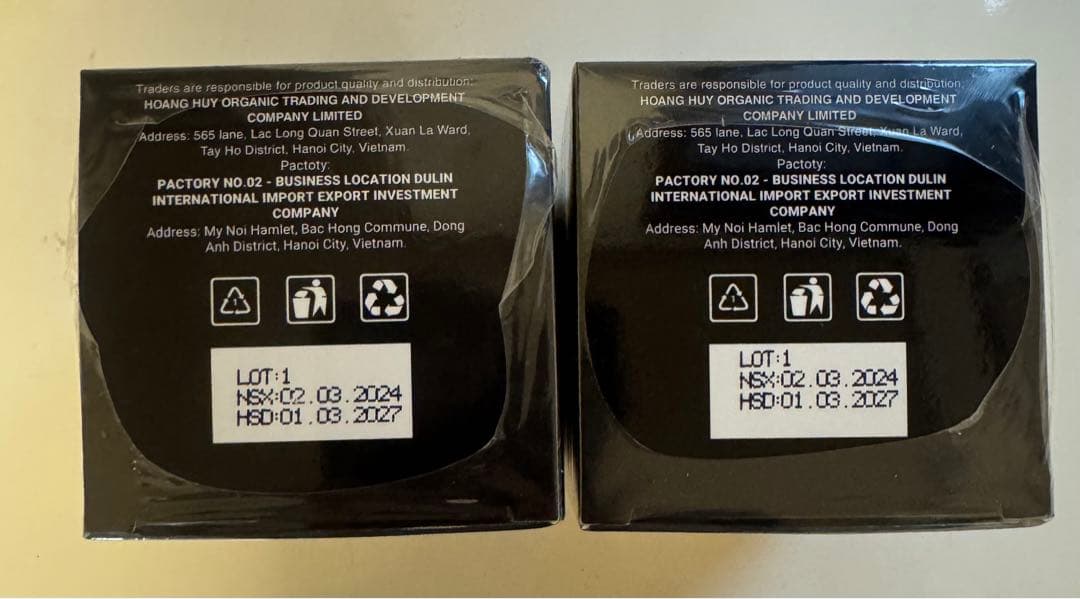 Traders are responsible for product quality and distribution:
HOANG HUY ORGANIC TRADING AND DEVELOPMENT
COMPANY LIMITED
Address: 565 lane, Lac Long Quan Street, Xuan La Ward,
Tay Ho District, Hanoi City, Vietnam.
Pactoty:
PACTORY NO.02 - BUSINESS LOCATION DULIN
INTERNATIONAL IMPORT EXPORT INVESTMENT
COMPANY
Address: My Noi Hamlet, Bac Hong Commune, Dong
Anh District, Hanoi City, Vietnam.
1
LOT:1
NSX:02.03.2024
HSD:01.03.2027
Traders are responsible for product quality and distribution:
HOANG HUY ORGANIC TRADING AND DEVELOPMENT
COMPANY LIMITED
Address: 565 lane, Lac Long Quan Street, Xuan La Ward,
Tay Ho District, Hanoi City, Vietnam.
Pactoty:
PACTORY NO.02 - BUSINESS LOCATION DULIN
INTERNATIONAL IMPORT EXPORT INVESTMENT
COMPANY
Address: My Noi Hamlet, Bac Hong Commune, Dong
Anh District, Hanoi City, Vietnam.
1
LOT:1
NSX:02.03.2024
HSD:01.03.2027